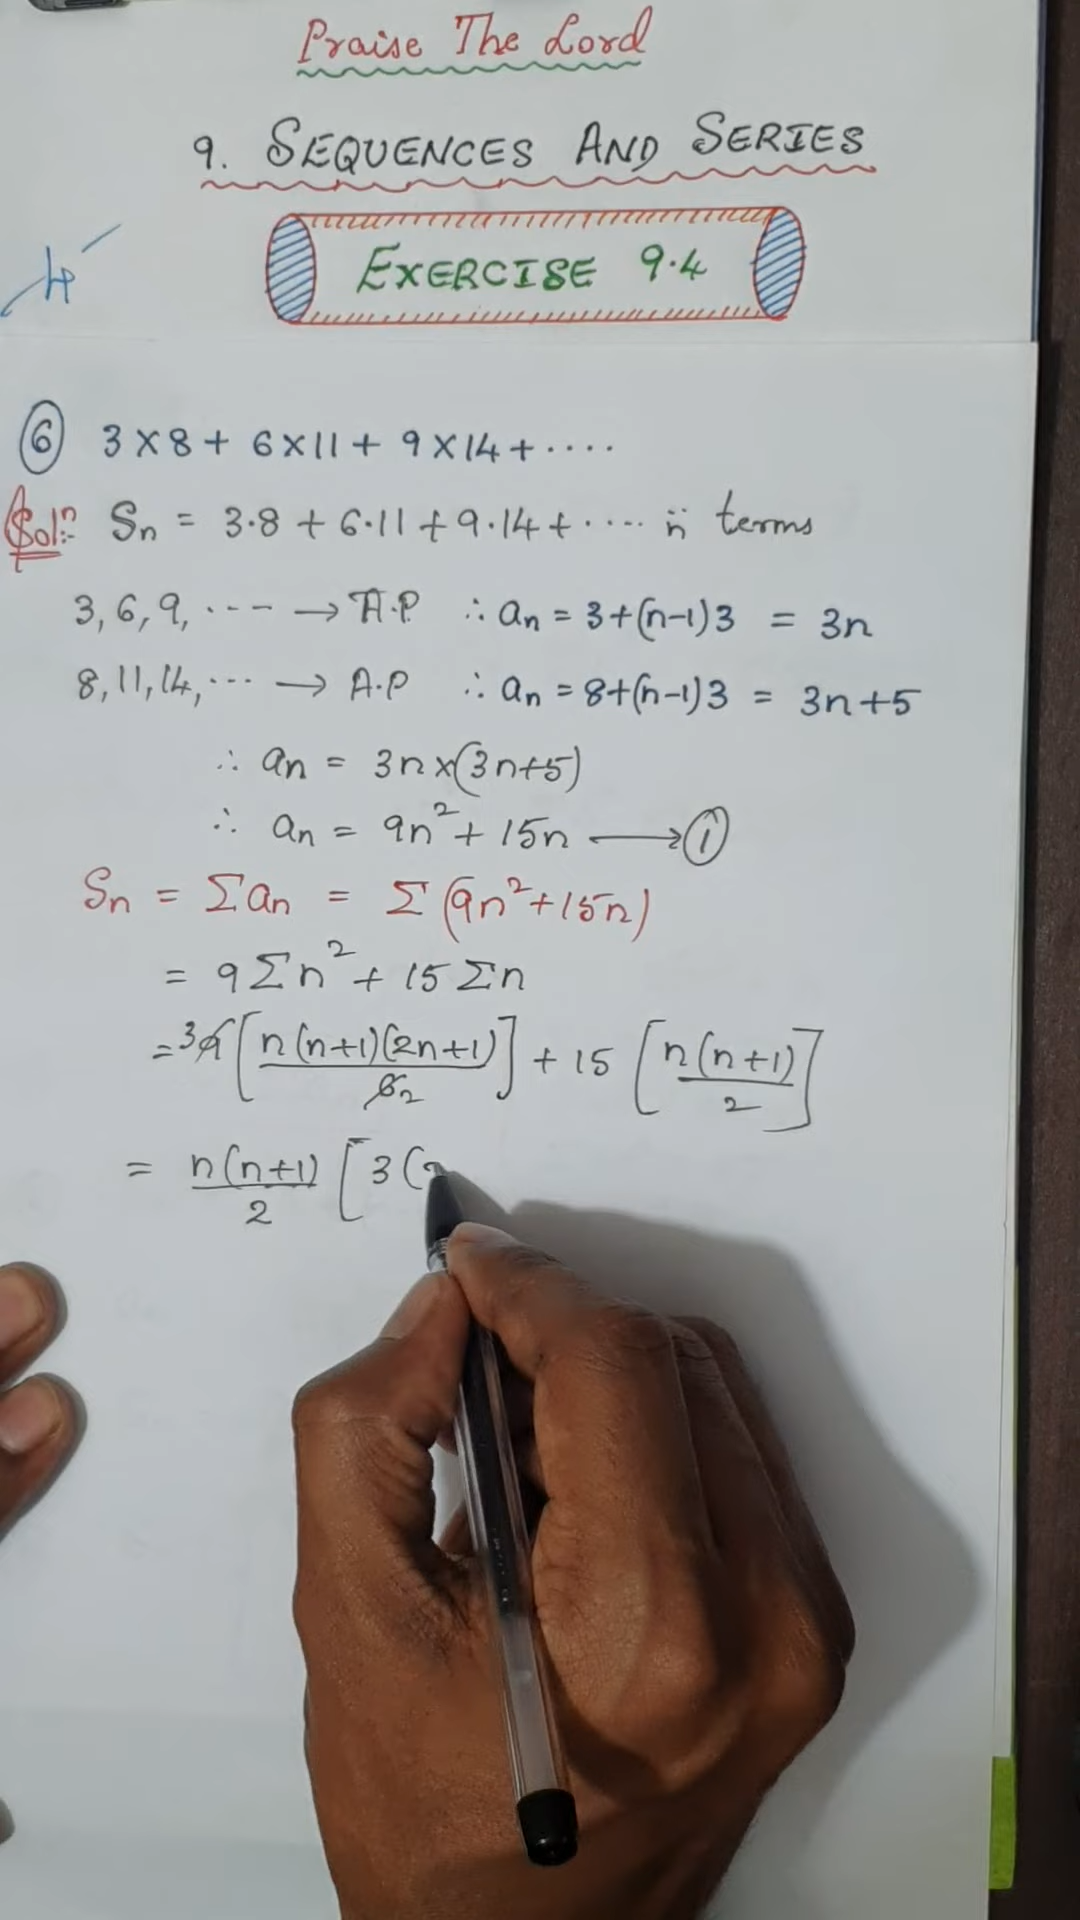 Praise The Lord
9. SEQUENCES AND SERIES
EXERCISE 9.4
⑥ 3×8 + 6×11 + 9×14 + ....
Sol:- Sn = 3·8 + 6·11 + 9·14 + .... n terms
3, 6, 9, ---- → A.P ∴ an = 3+(n-1)3 = 3n
8, 11, 14, ... → A.P ∴ an = 8+(n-1)3 = 3n+5
∴ an = 3n×(3n+5)
∴ an = 9n² + 15n → ①
Sn = Σan = Σ(9n²+15n)
= 9Σn² + 15Σn
= 3 9 [n(n+1)(2n+1)/6 2] + 15 [n(n+1)/2]
= n(n+1)/2 [3(